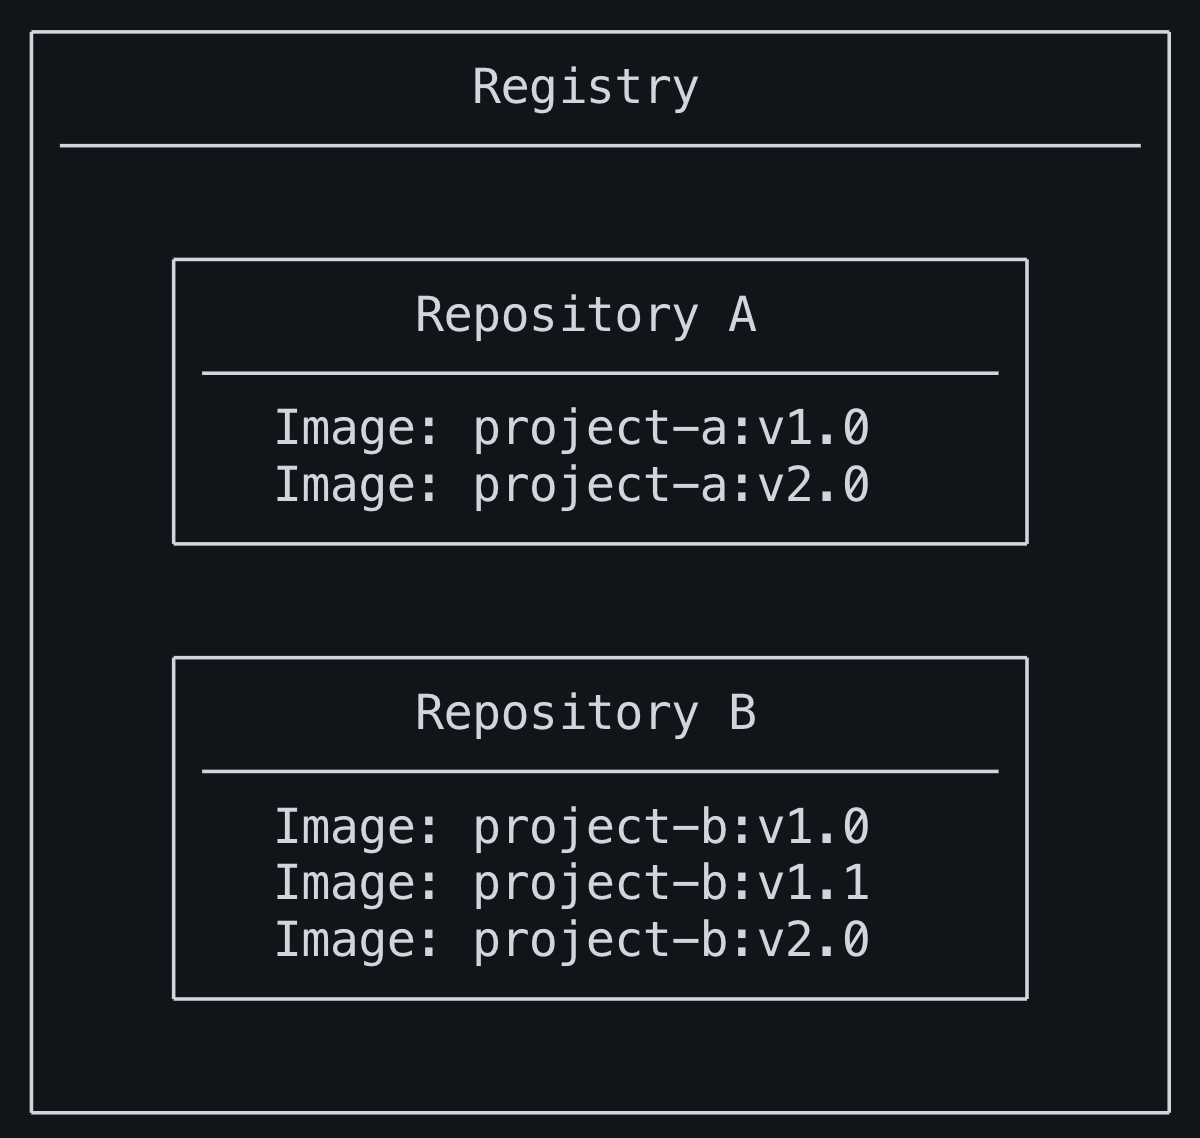 Registry
Repository A
Image: project-a:v1.0
Image: project-a:v2.0
Repository B
Image: project-b:v1.0
Image: project-b:v1.1
Image: project-b:v2.0